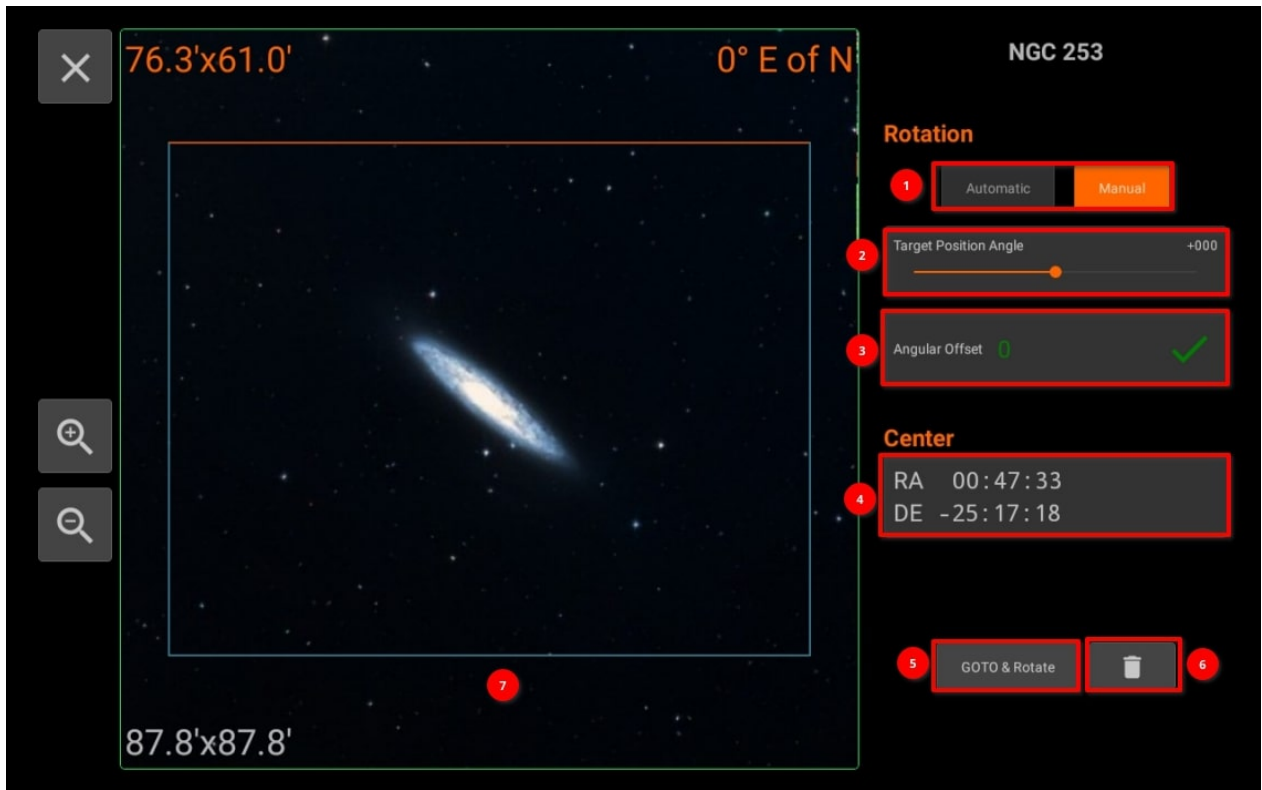 76.3'x61.0'
0° E of N
NGC 253
Rotation
1
Automatic
Manual
2
Target Position Angle
+000
3
Angular Offset 0
Center
4
RA 00:47:33
DE -25:17:18
5
GOTO & Rotate
6
7
87.8'x87.8'